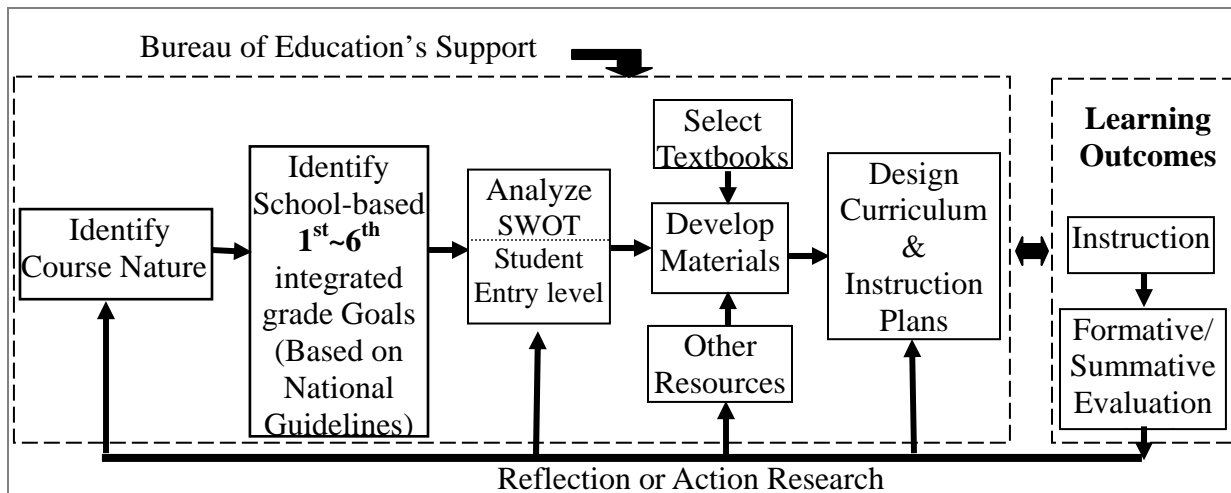 Bureau of Education's Support
Identify
Course Nature
Identify
School-based
1st~6th
integrated
grade Goals
(Based on
National
Guidelines)
Analyze
SWOT
Student
Entry level
Select
Textbooks
Develop
Materials
Other
Resources
Design
Curriculum
&
Instruction
Plans
Learning
Outcomes
Instruction
Formative/
Summative
Evaluation
Reflection or Action Research